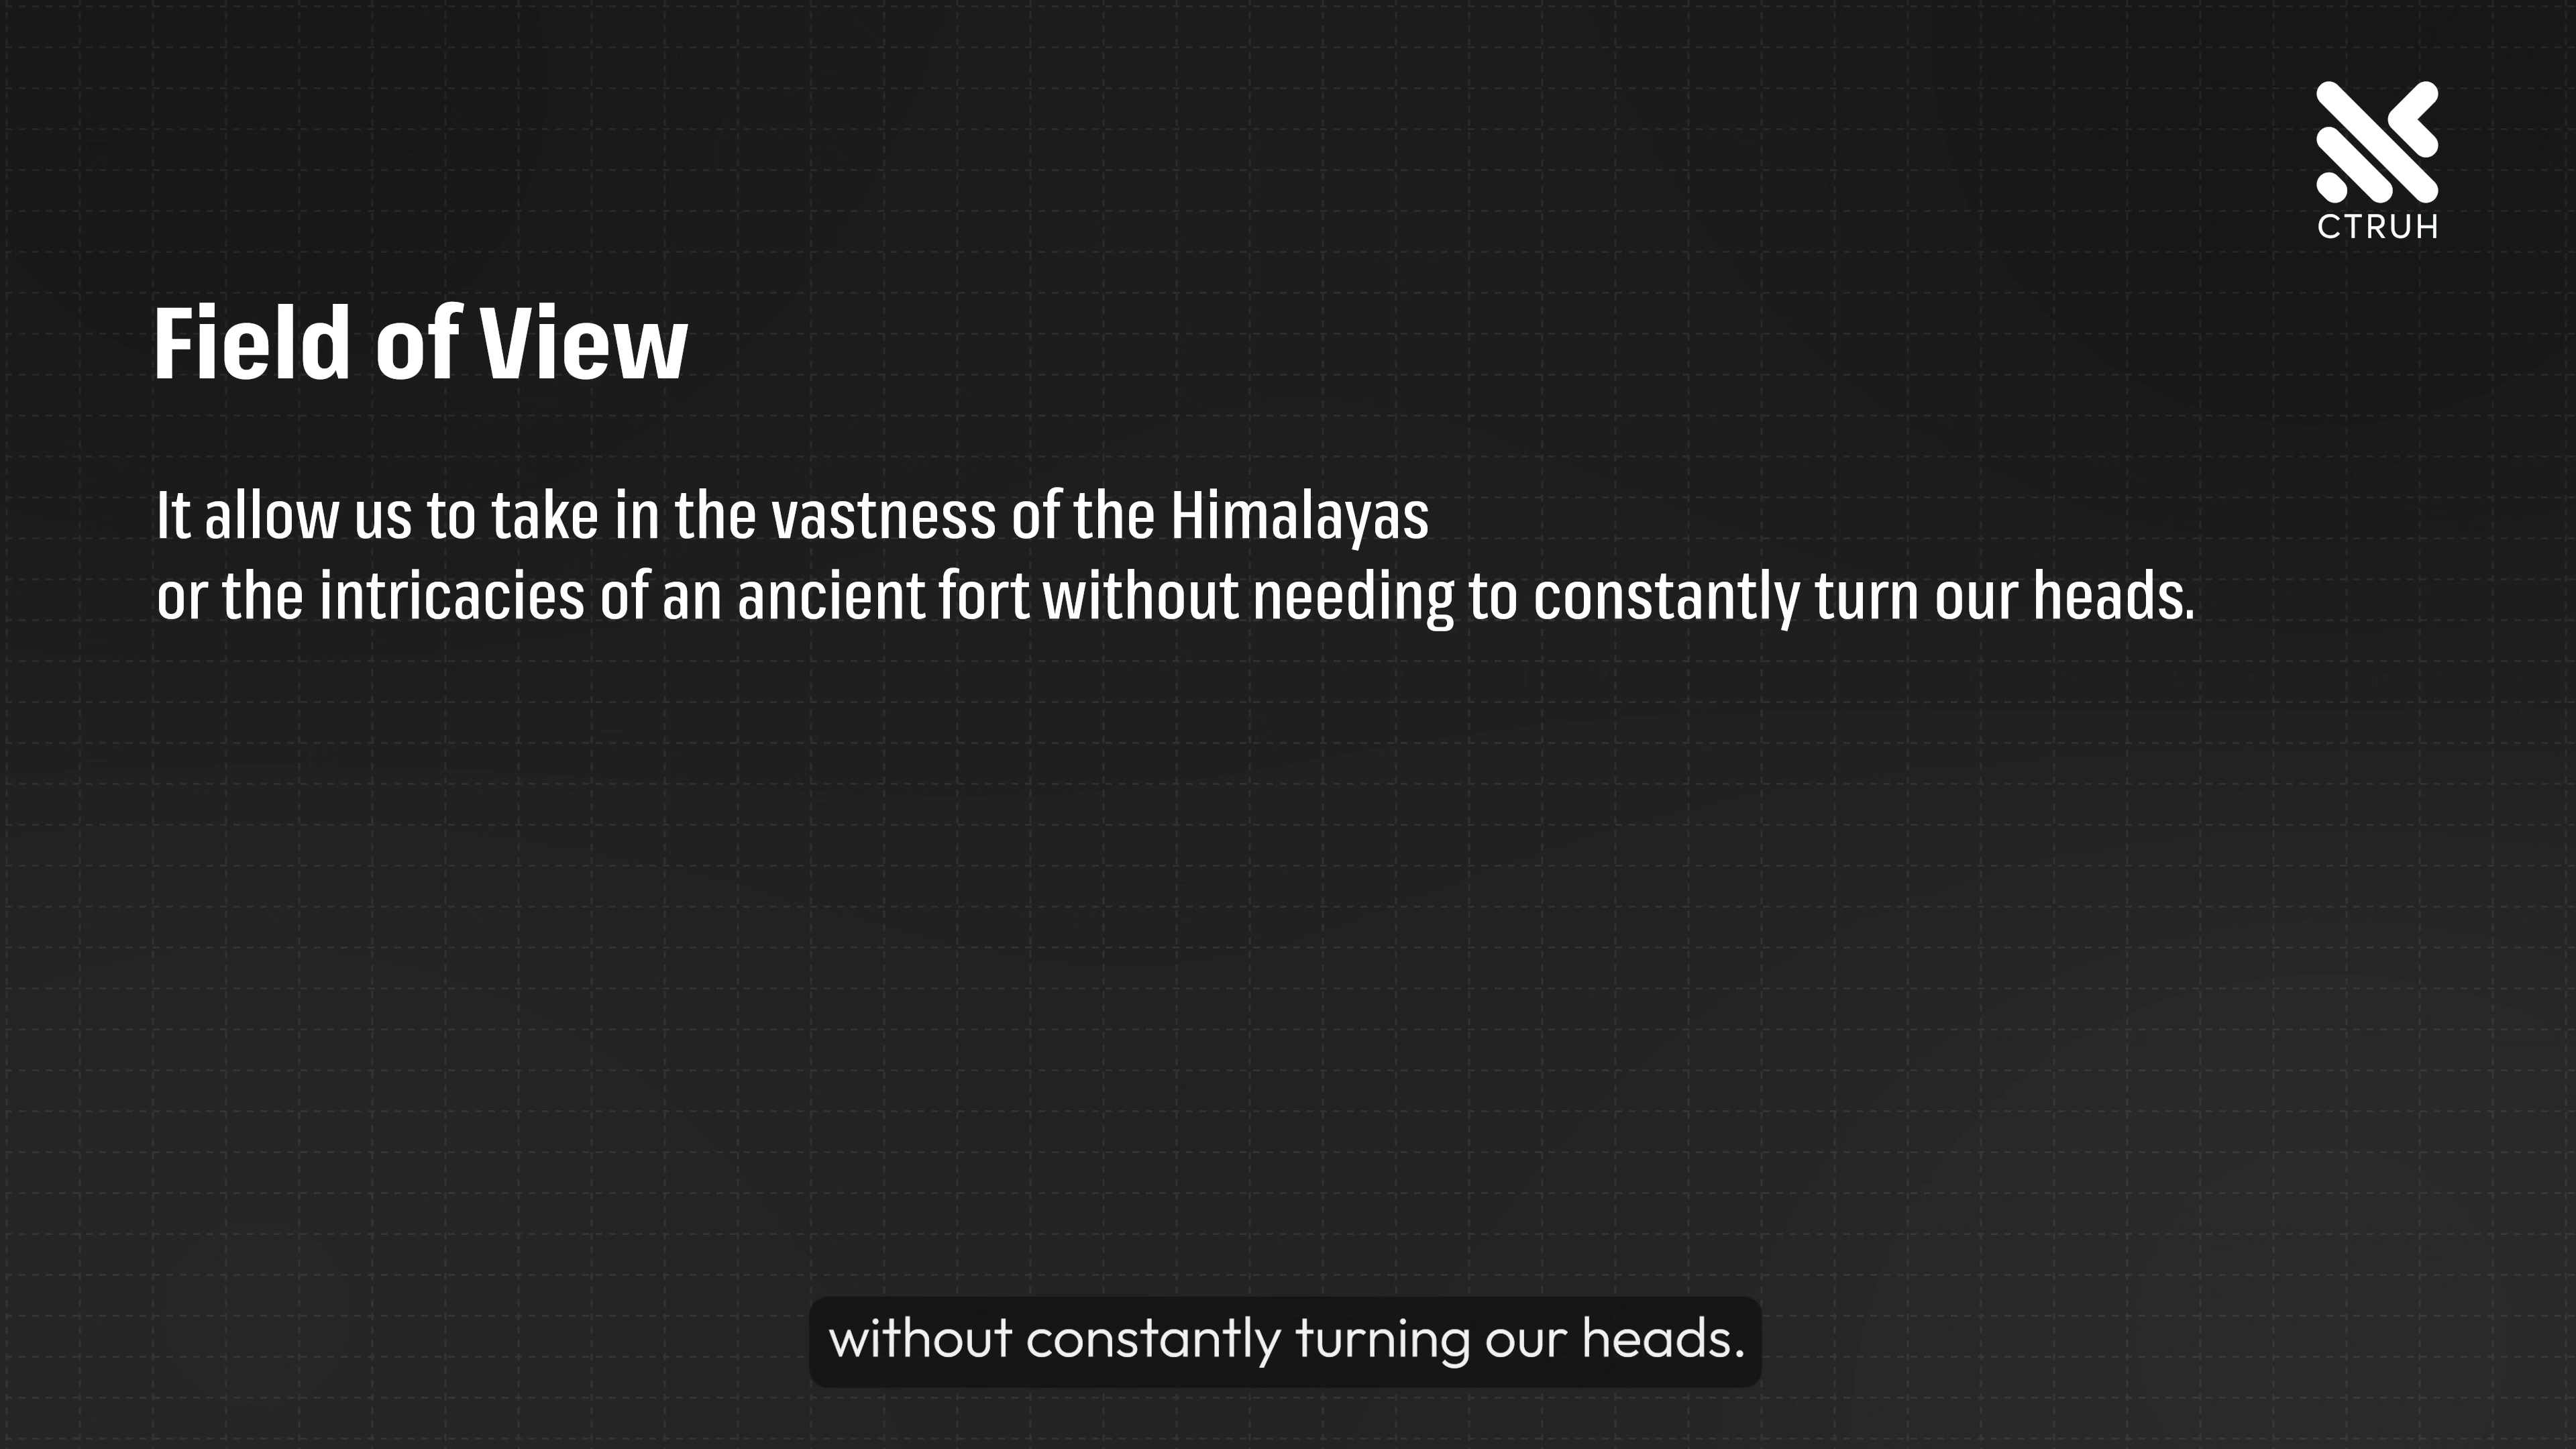 CTRUH
Field of View
It allow us to take in the vastness of the Himalayas
or the intricacies of an ancient fort without needing to constantly turn our heads.
without constantly turning our heads.